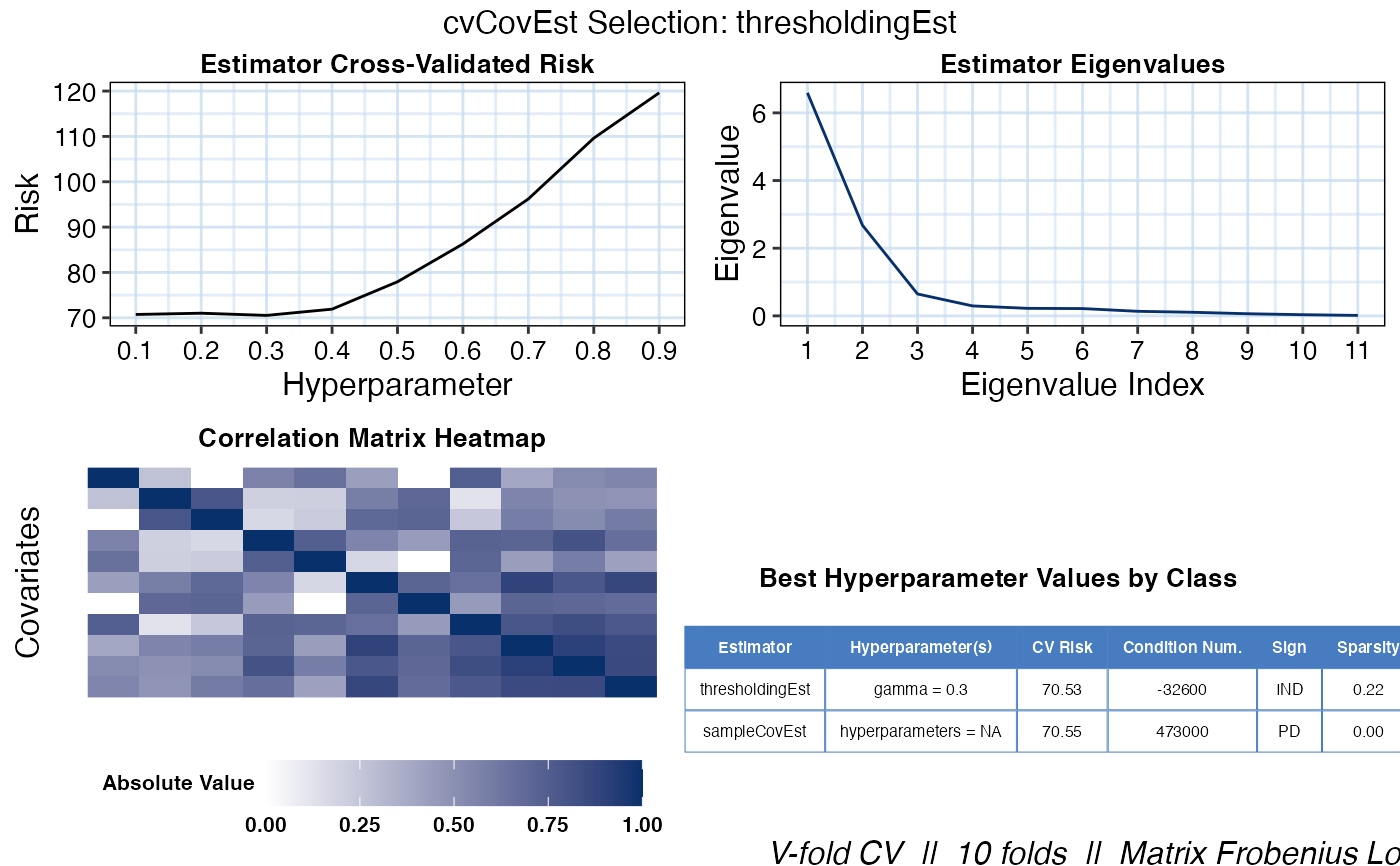 cvCovEst Selection: thresholdingEst
Estimator Cross-Validated Risk
Risk
120
110
100
90
80
70
0.1 0.2 0.3 0.4 0.5 0.6 0.7 0.8 0.9
Hyperparameter
Estimator Eigenvalues
Eigenvalue
6
4
2
0
1 2 3 4 5 6 7 8 9 10 11
Eigenvalue Index
Correlation Matrix Heatmap
Covariates
Absolute Value
0.00 0.25 0.50 0.75 1.00
Best Hyperparameter Values by Class
Estimator Hyperparameter(s) CV Risk Condition Num. Sign Sparsity
thresholdingEst gamma = 0.3 70.53 -32600 IND 0.22
sampleCovEst hyperparameters = NA 70.55 473000 PD 0.00
V-fold CV || 10 folds || Matrix Frobenius Lo